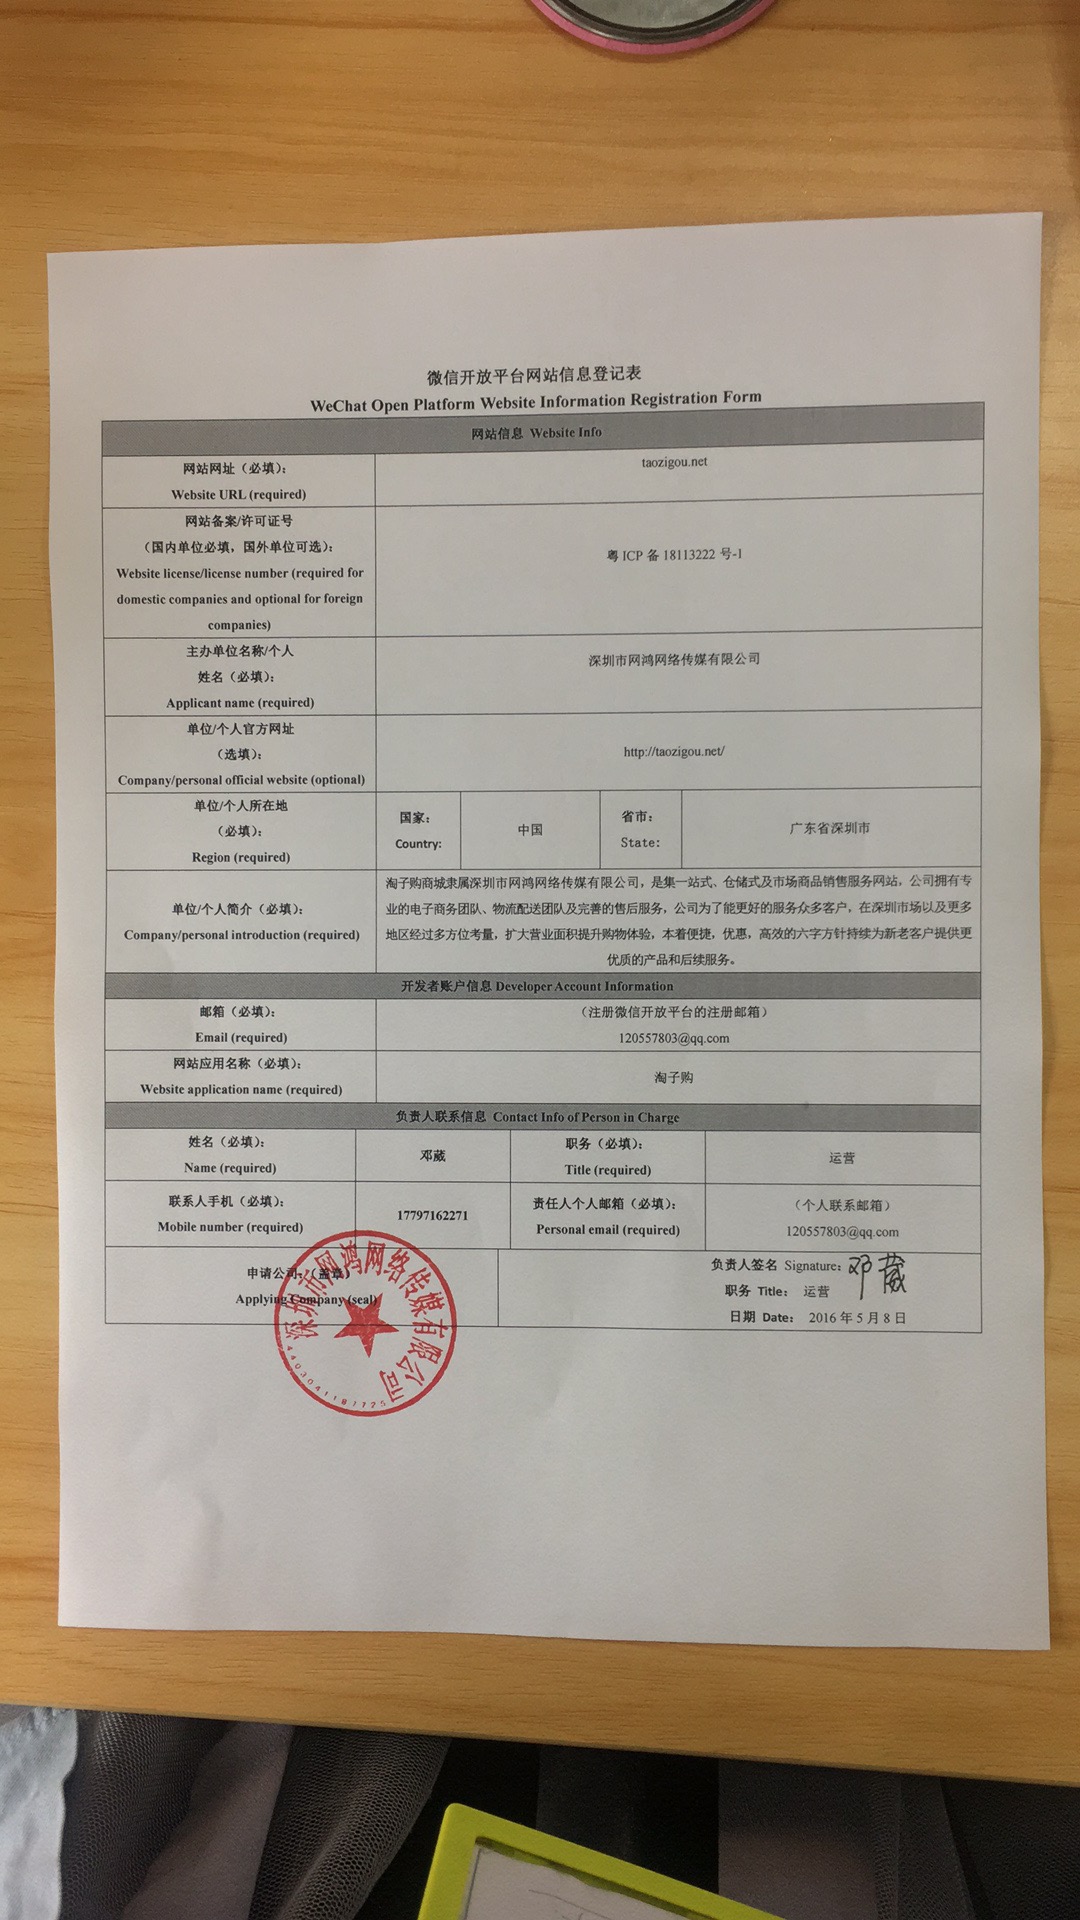 微信开放平台网站信息登记表
WeChat Open Platform Website Information Registration Form
网站信息 Website Info
网站网址（必填）：
Website URL (required)
taozigou.net
网站备案/许可证号
（国内单位必填，国外单位可选）：
Website license/license number (required for
domestic companies and optional for foreign
companies)
粤 ICP 备 18113222 号-1
主办单位名称/个人
姓名（必填）：
Applicant name (required)
深圳市网鸿网络传媒有限公司
单位/个人官方网址
（选填）：
Company/personal official website (optional)
http://taozigou.net/
单位/个人所在地
（必填）：
Region (required)
国家：
Country:
中国
省市：
State:
广东省深圳市
单位/个人简介（必填）：
Company/personal introduction (required)
淘子购商城隶属深圳市网鸿网络传媒有限公司，是集一站式、仓储式及市场商品销售服务网站，公司拥有专
业的电子商务团队、物流配送团队及完善的售后服务，公司为了能更好的服务众多客户，在深圳市场以及更多
地区经过多方位考量，扩大营业面积提升购物体验，本着便捷，优惠，高效的六字方针持续为新老客户提供更
优质的产品和后续服务。
开发者账户信息 Developer Account Information
邮箱（必填）：
Email (required)
（注册微信开放平台的注册邮箱）
120557803@qq.com
网站应用名称（必填）：
Website application name (required)
淘子购
负责人联系信息 Contact Info of Person in Charge
姓名（必填）：
Name (required)
邓葳
职务（必填）：
Title (required)
运营
联系人手机（必填）：
Mobile number (required)
17797162271
责任人个人邮箱（必填）：
Personal email (required)
（个人联系邮箱）
120557803@qq.com
申请公司：（盖章）
Applying Company (seal)
深圳市网鸿网络传媒有限公司
4403041181725
负责人签名 Signature: 邓葳
职务 Title： 运营
日期 Date： 2016 年 5 月 8 日